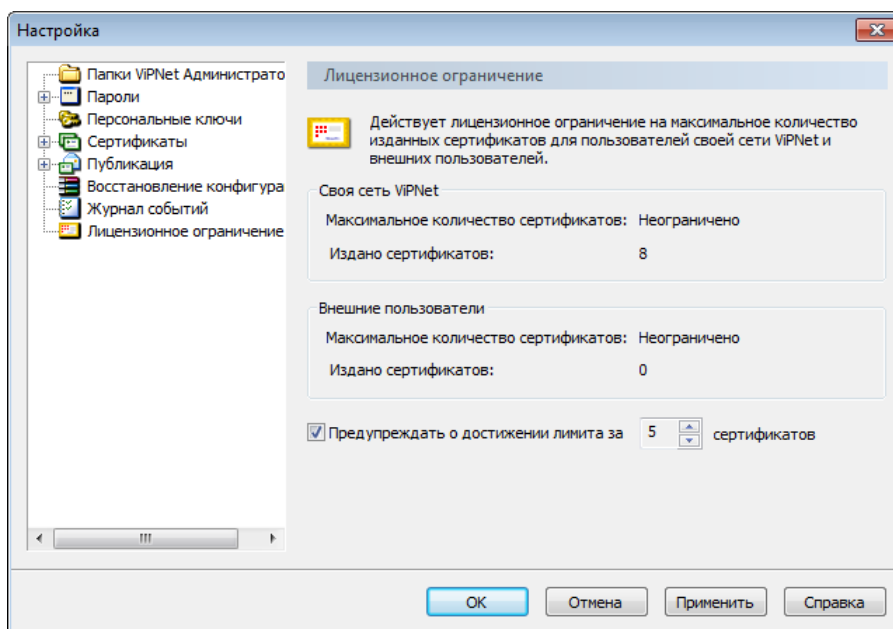 Настройка
Папки ViPNet Администрато
Пароли
Персональные ключи
Сертификаты
Публикация
Восстановление конфигура
Журнал событий
Лицензионное ограничение
Лицензионное ограничение
Действует лицензионное ограничение на максимальное количество
изданных сертификатов для пользователей своей сети ViPNet и
внешних пользователей.
Своя сеть ViPNet
Максимальное количество сертификатов: Неограничено
Издано сертификатов: 8
Внешние пользователи
Максимальное количество сертификатов: Неограничено
Издано сертификатов: 0
Предупреждать о достижении лимита за 5 сертификатов
ОК Отмена Применить Справка